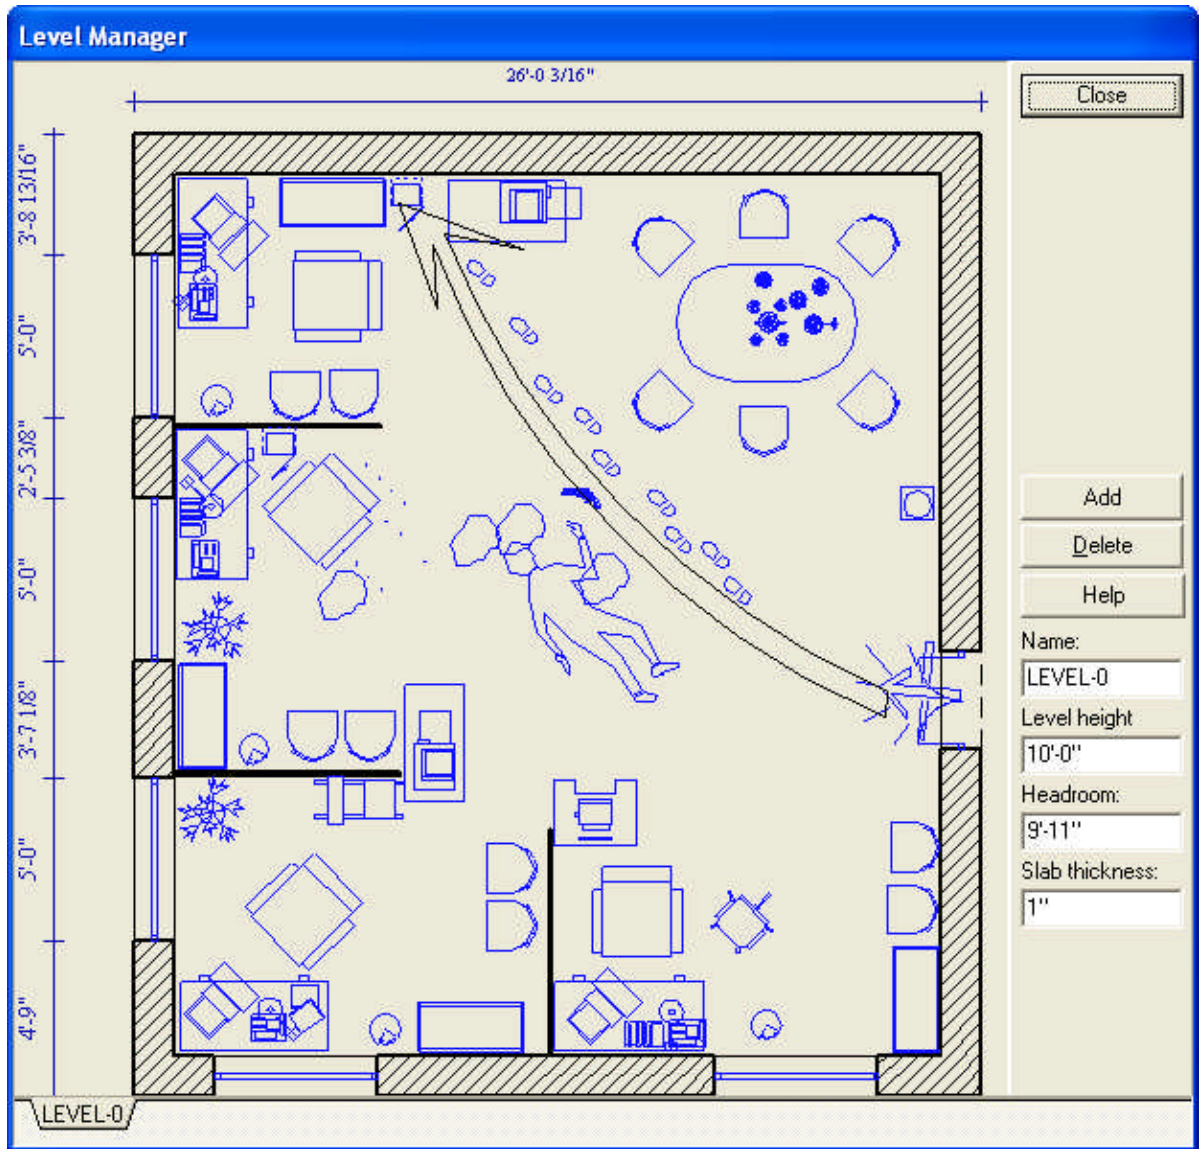 Level Manager
26'-0 3/16"
Close
3'-8 13/16"
5'-0"
2'-5 3/8"
5'-0"
3'-7 1/8"
5'-0"
4'-9"
Add
Delete
Help
Name:
LEVEL-0
Level height
10'-0"
Headroom:
9'-11"
Slab thickness:
1"
LEVEL-0